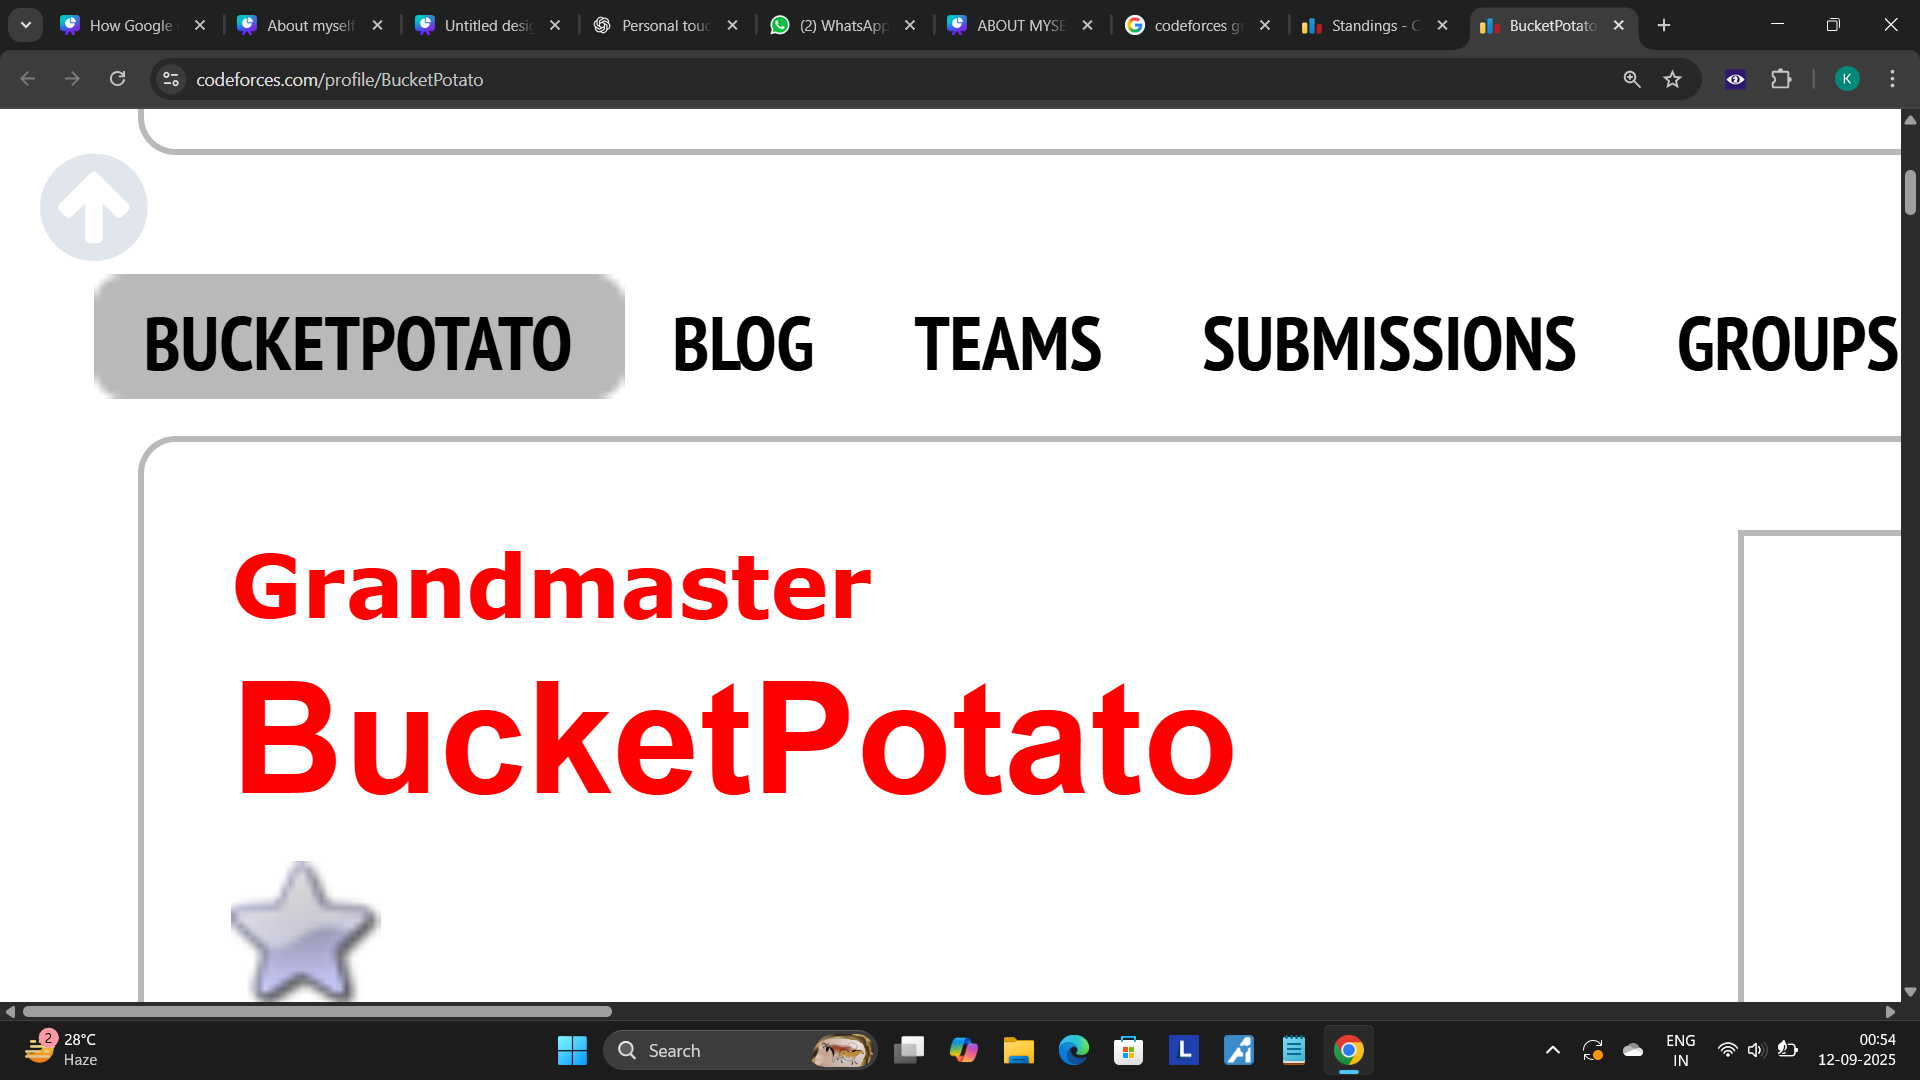 How Google
About myself
Untitled desig
Personal touc
(2) WhatsApp
ABOUT MYSE
codeforces g
Standings - C
BucketPotato
codeforces.com/profile/BucketPotato
K
BUCKETPOTATO BLOG TEAMS SUBMISSIONS GROUPS
Grandmaster
BucketPotato
2
28°C
Haze
Search
L
ENG
IN
00:54
12-09-2025